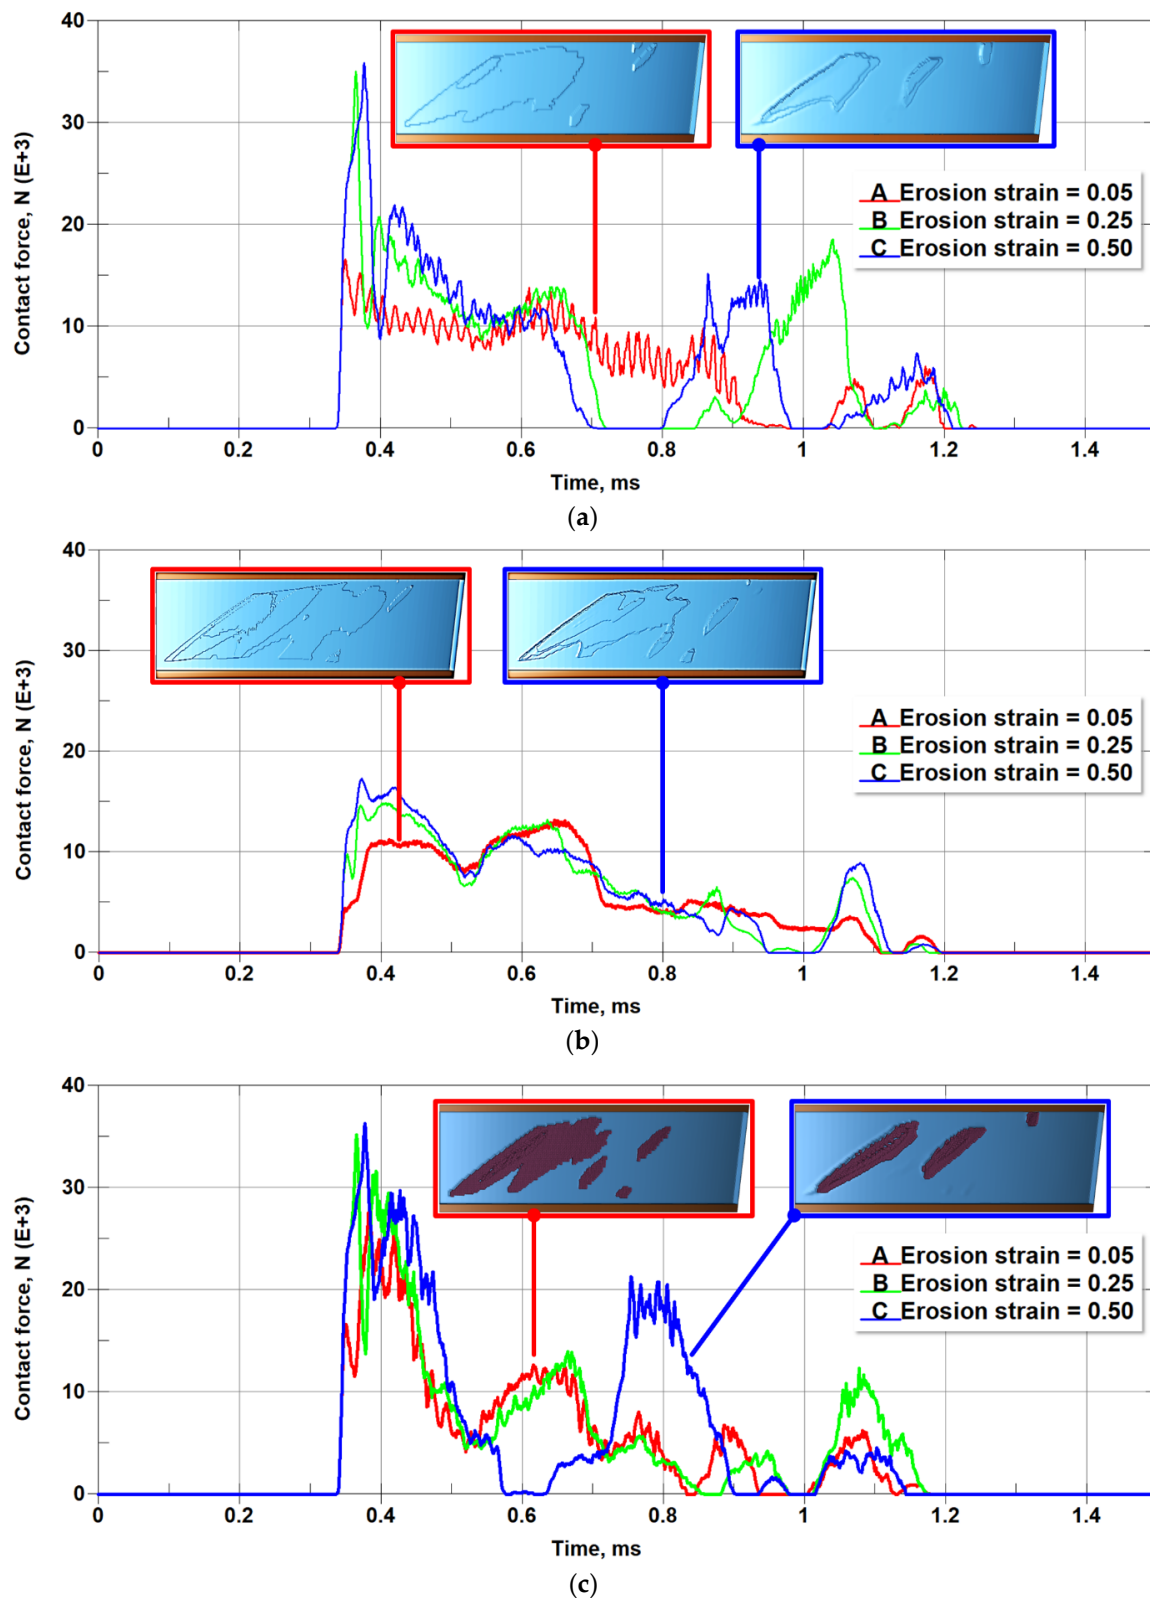 40
30
20
10
0
Contact force, N (E+3)
A Erosion strain = 0.05
B Erosion strain = 0.25
C Erosion strain = 0.50
0 0.2 0.4 0.6 0.8 1 1.2 1.4
Time, ms
(a)
40
30
20
10
0
Contact force, N (E+3)
A Erosion strain = 0.05
B Erosion strain = 0.25
C Erosion strain = 0.50
0 0.2 0.4 0.6 0.8 1 1.2 1.4
Time, ms
(b)
40
30
20
10
0
Contact force, N (E+3)
A Erosion strain = 0.05
B Erosion strain = 0.25
C Erosion strain = 0.50
0 0.2 0.4 0.6 0.8 1 1.2 1.4
Time, ms
(c)